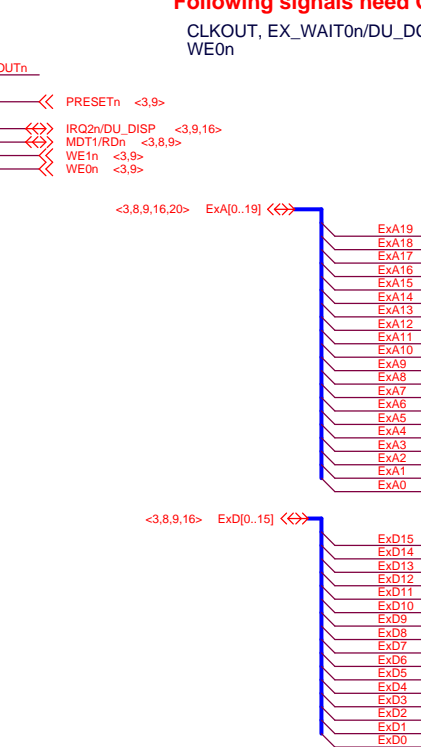 Following signals need
CLKOUT, EX_WAIT0n/DU_DO
WE0n
OUTn
PRESETn <3,9>
IRQ2n/DU_DISP <3,9,16>
MDT1/RDn <3,8,9>
WE1n <3,9>
WE0n <3,9>
<3,8,9,16,20> ExA[0..19]
ExA19
ExA18
ExA17
ExA16
ExA15
ExA14
ExA13
ExA12
ExA11
ExA10
ExA9
ExA8
ExA7
ExA6
ExA5
ExA4
ExA3
ExA2
ExA1
ExA0
<3,8,9,16> ExD[0..15]
ExD15
ExD14
ExD13
ExD12
ExD11
ExD10
ExD9
ExD8
ExD7
ExD6
ExD5
ExD4
ExD3
ExD2
ExD1
ExD0